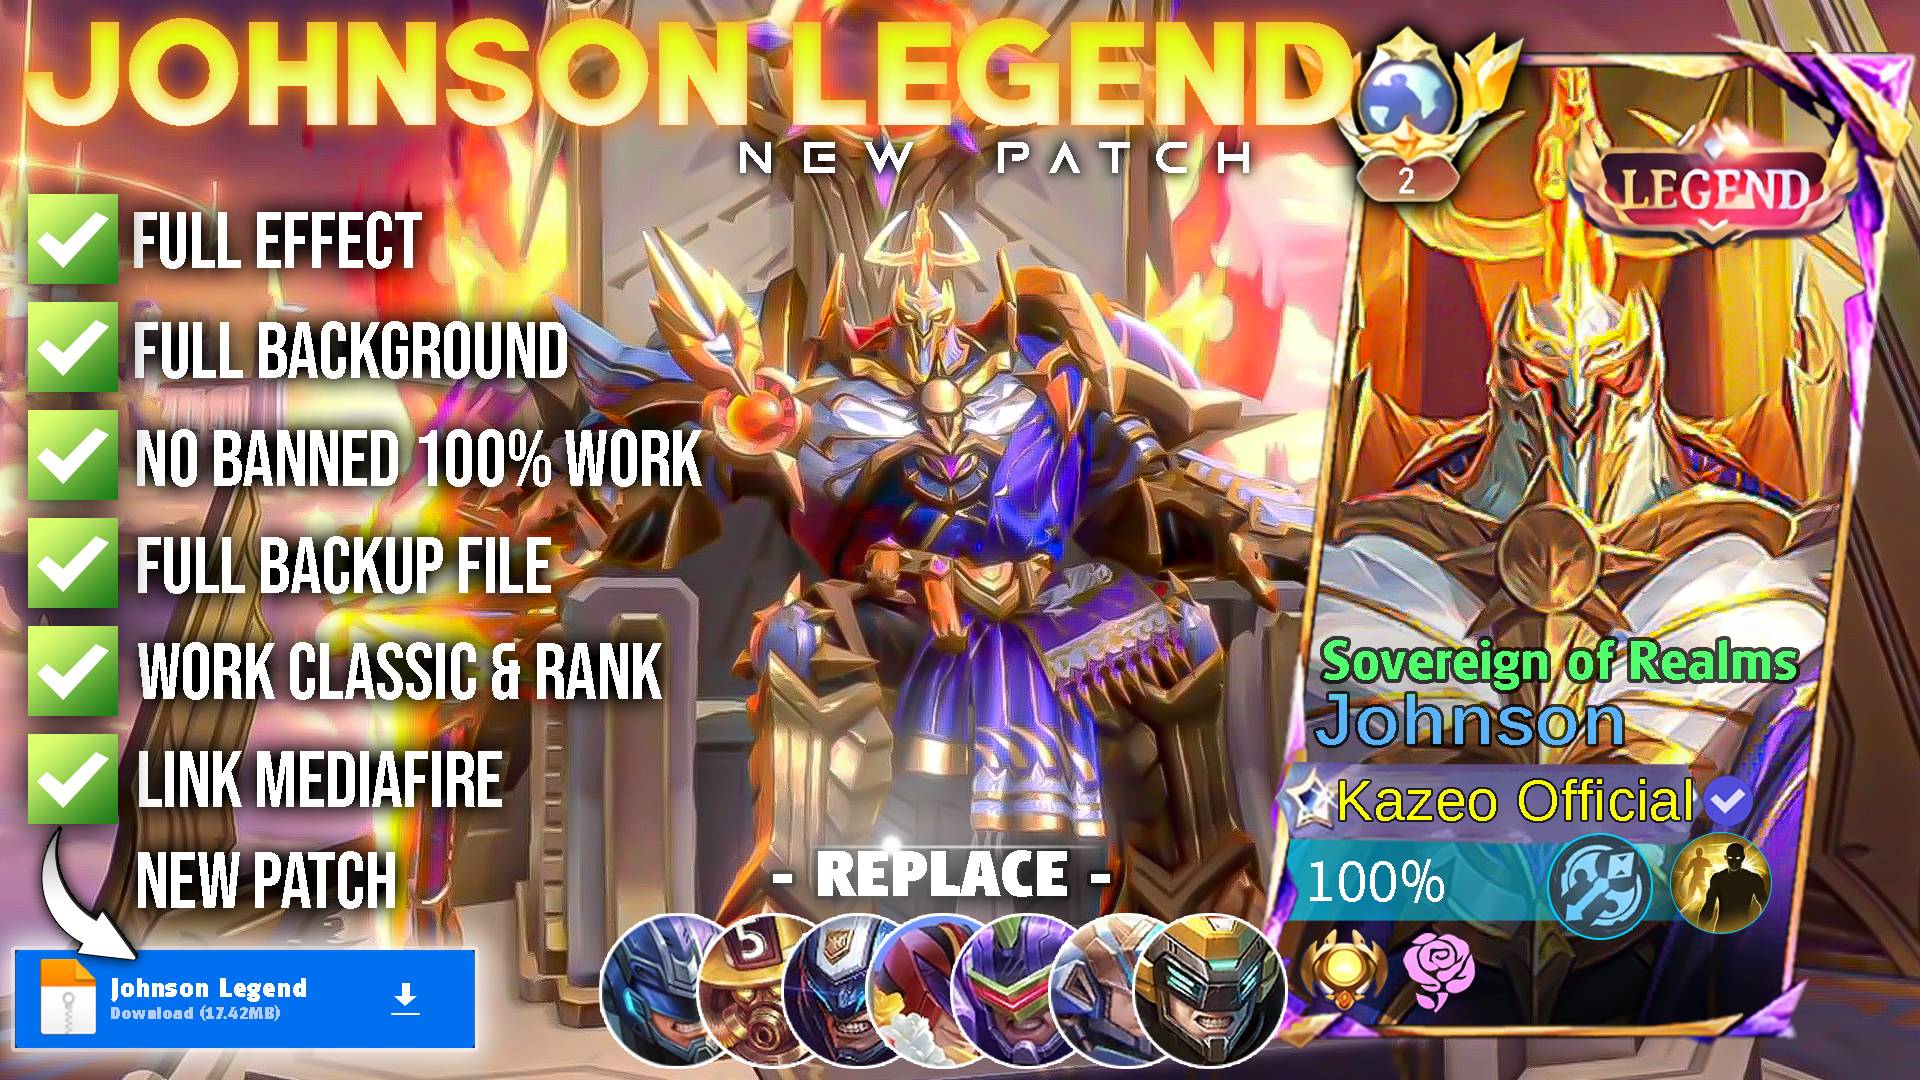 JOHNSON LEGEND
NEW PATCH
FULL EFFECT
FULL BACKGROUND
NO BANNED 100% WORK
FULL BACKUP FILE
WORK CLASSIC & RANK
LINK MEDIAFIRE
NEW PATCH
Johnson Legend
Download (17.42MB)
- REPLACE -
5
2
LEGEND
Sovereign of Realms
Johnson
Kazeo Official
100%